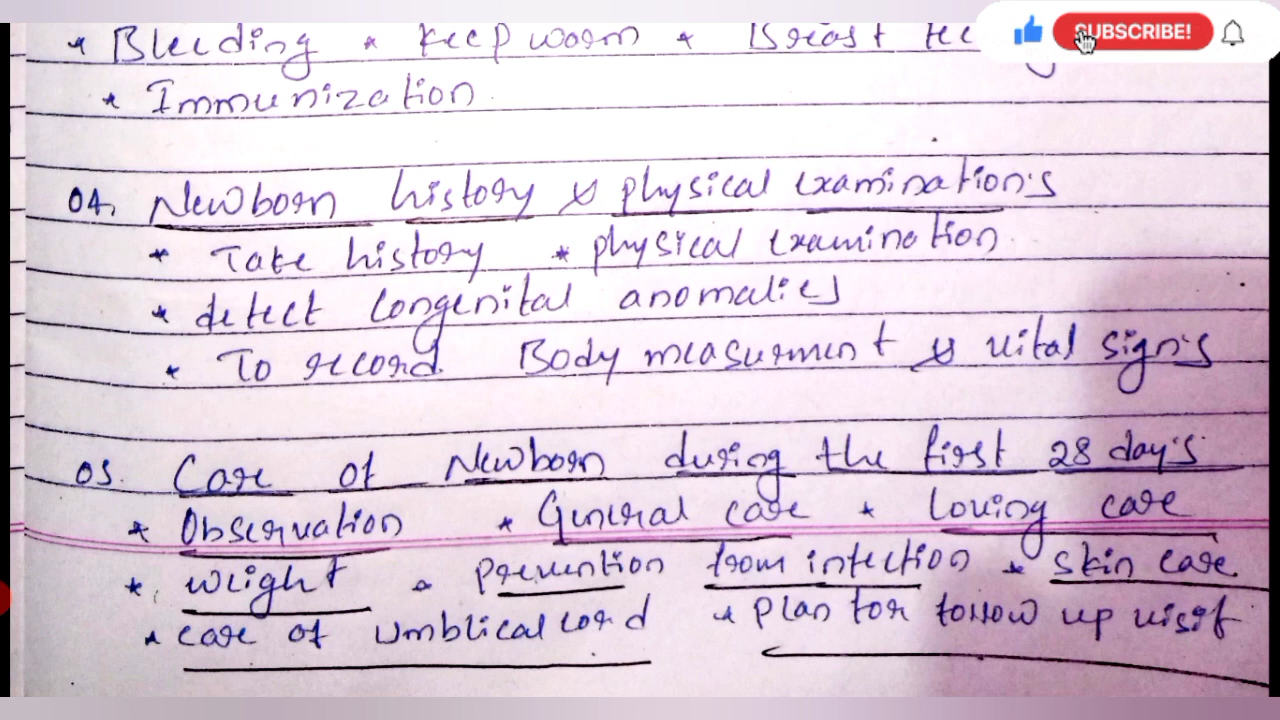 * Bleeding * Keep worm * Breast
SUBSCRIBE!
* Immunization
04. Newborn history & physical examination's
* Take history * physical examination
* detect congenital anomalies
* To record Body measurment & vital sign's
05. Care of Newborn during the first 28 day's
* Observation * General care * Loving care
* weight * prevention from infection * skin care
* care of umblical cord * plan for follow up visit